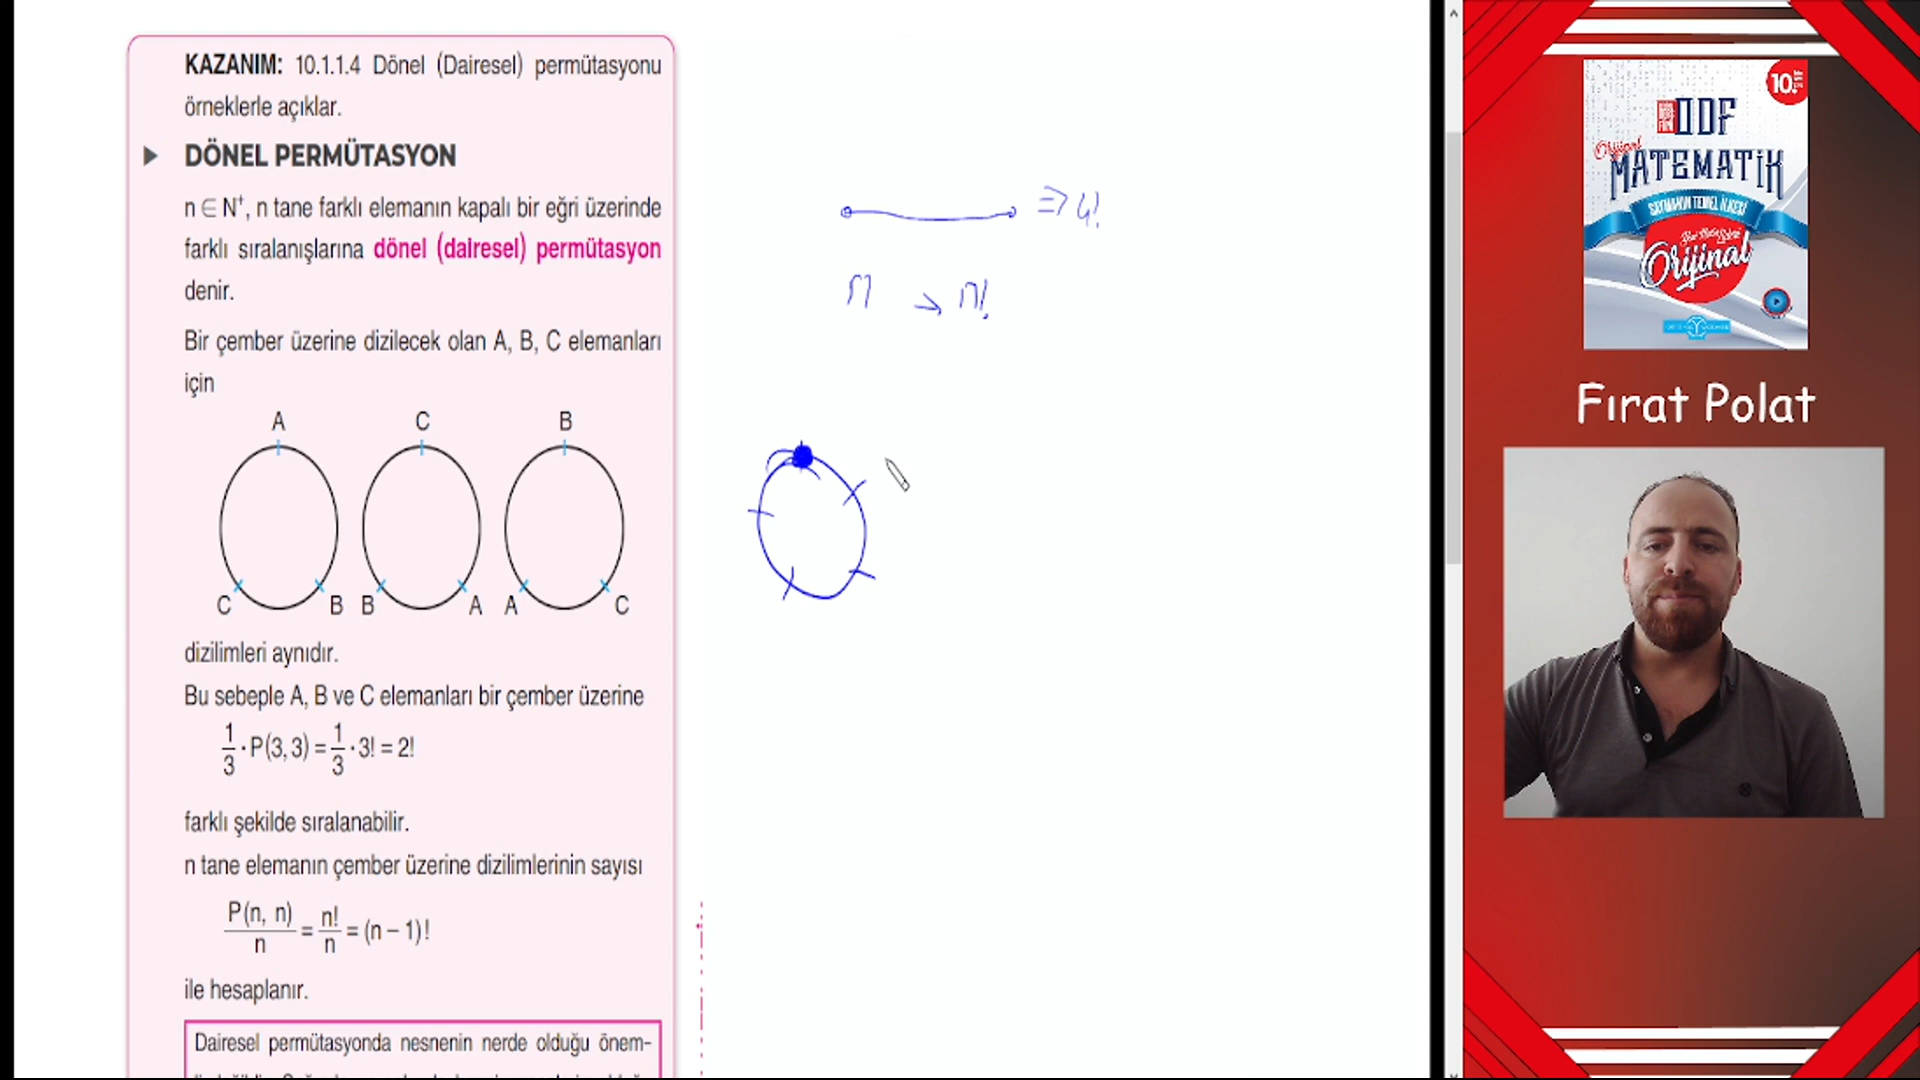 KAZANIM: 10.1.1.4 Dönel (Dairesel) permütasyonu
örneklerle açıklar.
DÖNEL PERMÜTASYON
n ∈ N⁺, n tane farklı elemanın kapalı bir eğri üzerinde
farklı sıralanışlarına dönel (dairesel) permütasyon
denir.
Bir çember üzerine dizilecek olan A, B, C elemanları
için
A C B
C B B A A C
dizilimleri aynıdır.
Bu sebeple A, B ve C elemanları bir çember üzerine
1/3 · P(3, 3) = 1/3 · 3! = 2!
farklı şekilde sıralanabilir.
n tane elemanın çember üzerine dizilimlerinin sayısı
P(n, n)/n = n!/n = (n − 1)!
ile hesaplanır.
Dairesel permütasyonda nesnenin nerde olduğu önem-
⇒ 4!
n → n!
10.
ODF
Orijinal
MATEMATİK
SAYMANIN TEMEL İLKESİ
Orijinal
Fırat Polat